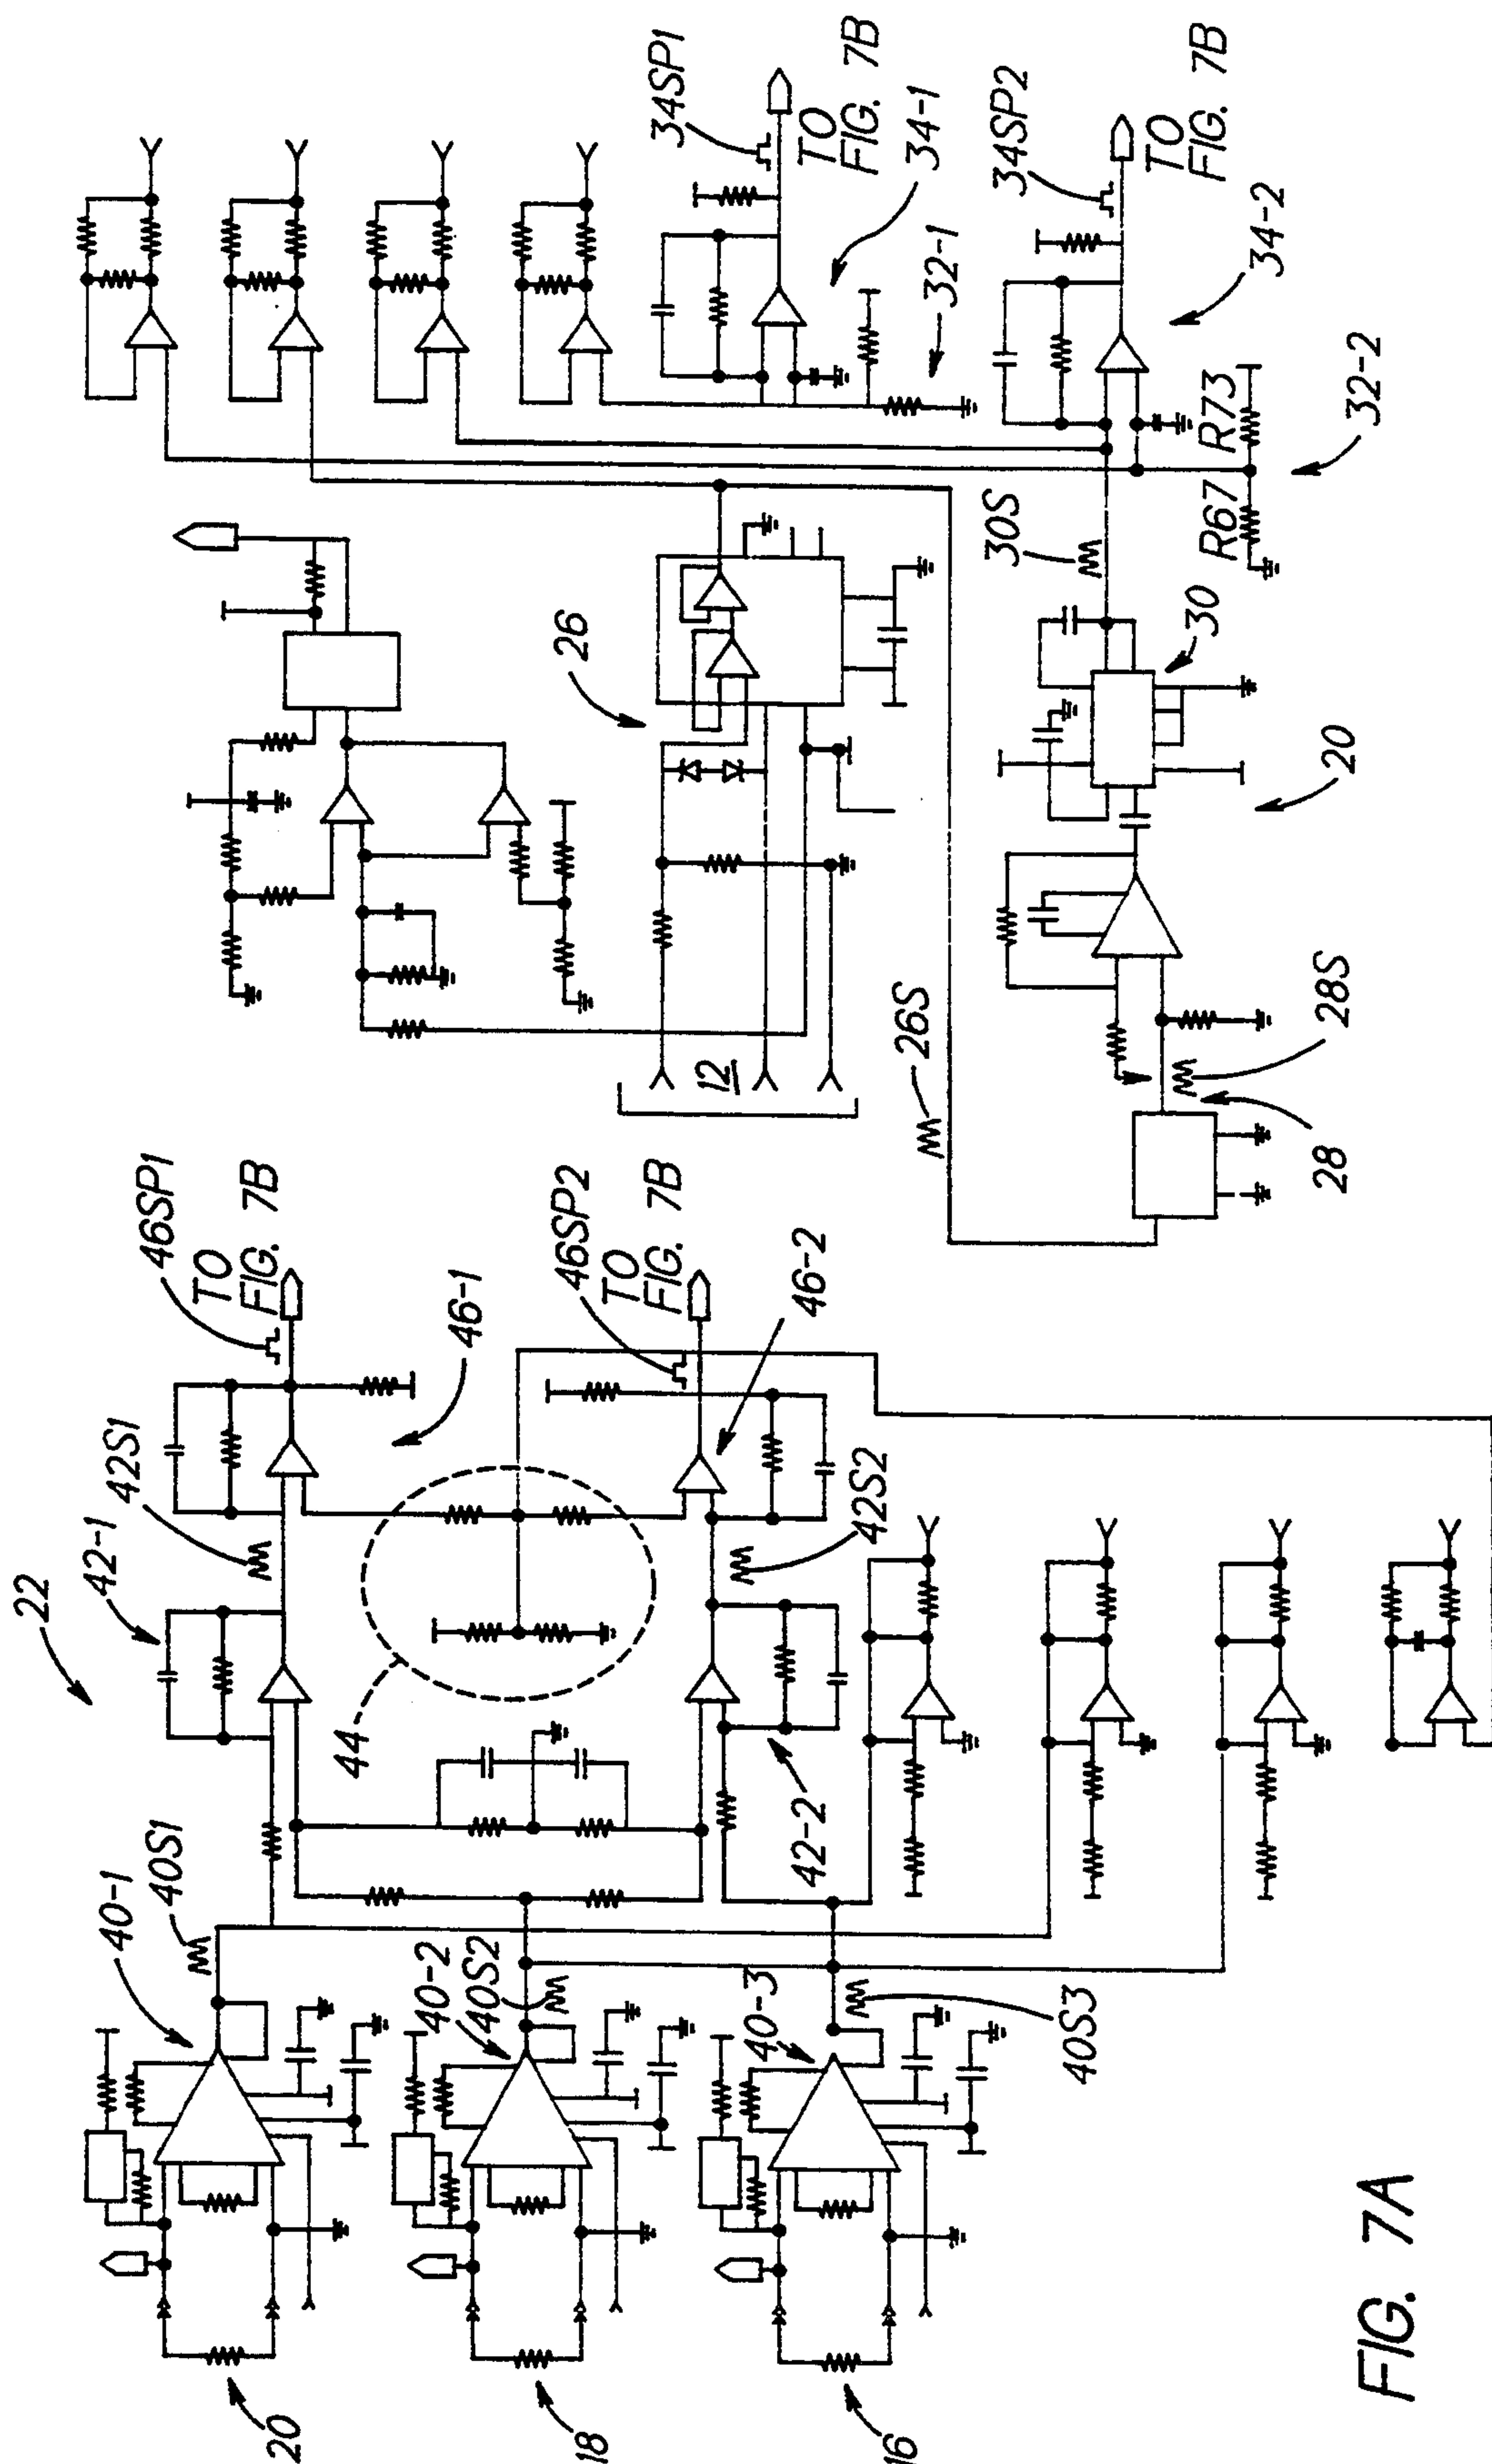 22
42-1
42S1
46SP1
TO
FIG. 7B
40-1
40S1
46-1
44
46SP2
TO
FIG. 7B
46-2
42S2
42-2
20
18
16
40-2
40S2
40-3
40S3
12
26
26S
28
28S
20
30
30S
R67
R73
32-2
34SP1
TO
FIG. 7B
34-1
32-1
34SP2
TO
FIG. 7B
34-2
FIG. 7A